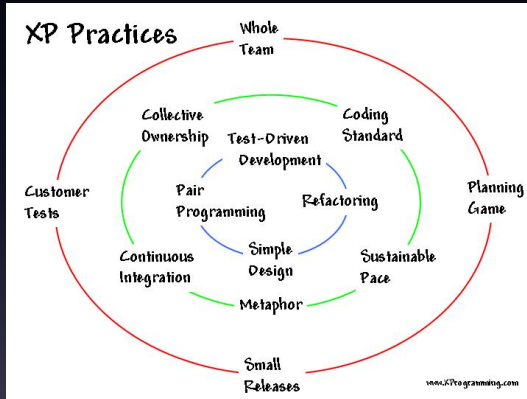 XP Practices
Whole
Team
Collective
Ownership
Coding
Standard
Test-Driven
Development
Customer
Tests
Pair
Programming
Refactoring
Planning
Game
Continuous
Integration
Simple
Design
Sustainable
Pace
Metaphor
Small
Releases
www.XProgramming.com